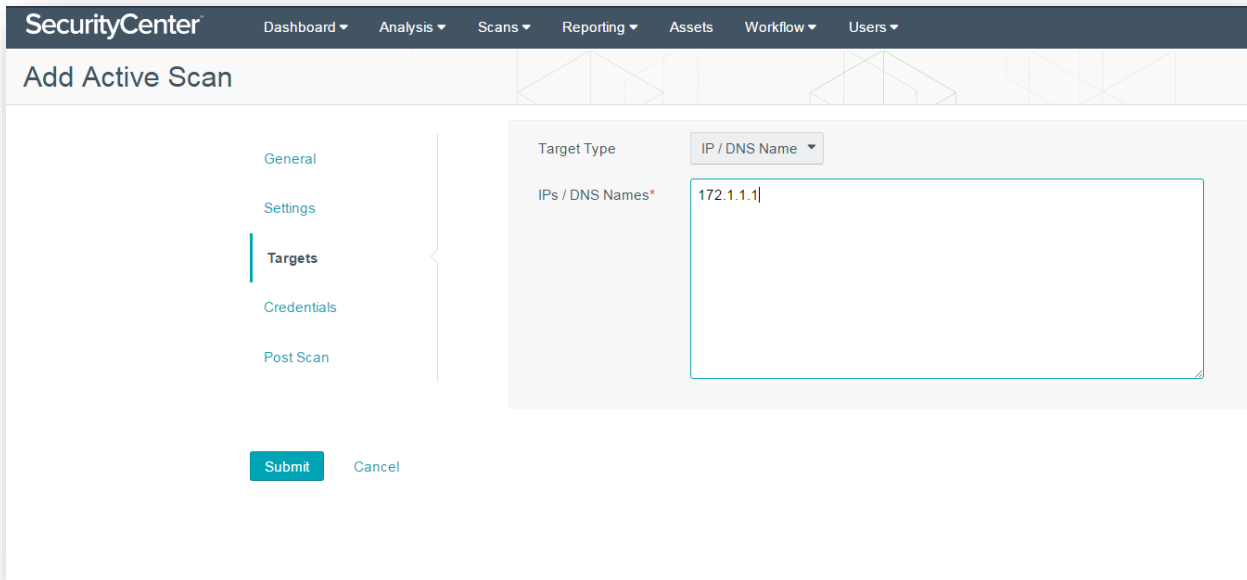 SecurityCenter™ Dashboard Analysis Scans Reporting Assets Workflow Users
Add Active Scan
General
Settings
Targets
Credentials
Post Scan
Target Type IP / DNS Name
IPs / DNS Names* 172.1.1.1
Submit Cancel